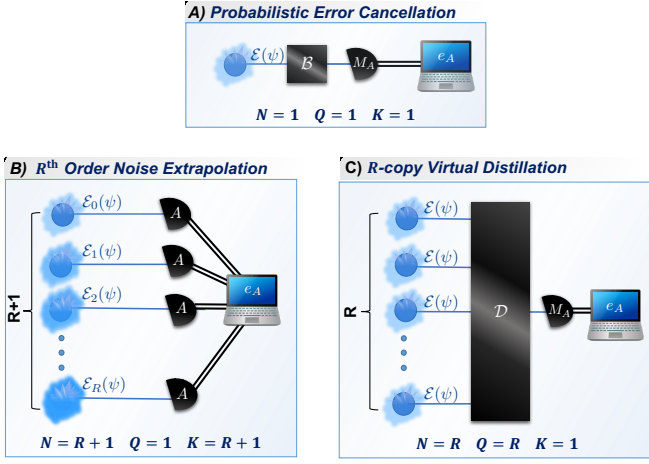 A) Probabilistic Error Cancellation
ℰ(ψ) ℬ M_A e_A
N = 1 Q = 1 K = 1
B) R^th Order Noise Extrapolation
ℰ_0(ψ) A
ℰ_1(ψ) A
ℰ_2(ψ) A
e_A
R+1
ℰ_R(ψ) A
N = R + 1 Q = 1 K = R + 1
C) R-copy Virtual Distillation
ℰ(ψ)
ℰ(ψ)
ℰ(ψ) 𝒟 M_A e_A
R
ℰ(ψ)
N = R Q = R K = 1